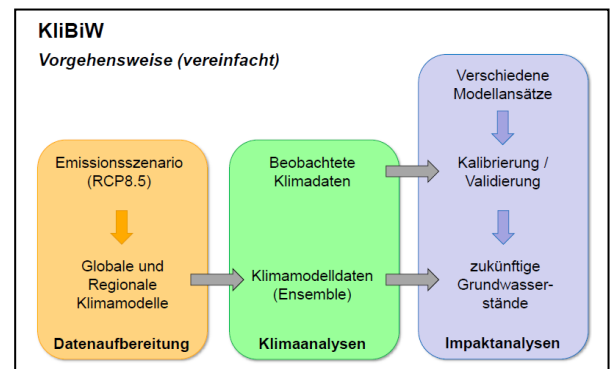 KliBiW
Vorgehensweise (vereinfacht)
Emissionsszenario
(RCP8.5)
Globale und
Regionale
Klimamodelle
Datenaufbereitung
Beobachtete
Klimadaten
Klimamodelldaten
(Ensemble)
Klimaanalysen
Verschiedene
Modellansätze
Kalibrierung /
Validierung
zukünftige
Grundwasser-
stände
Impaktanalysen